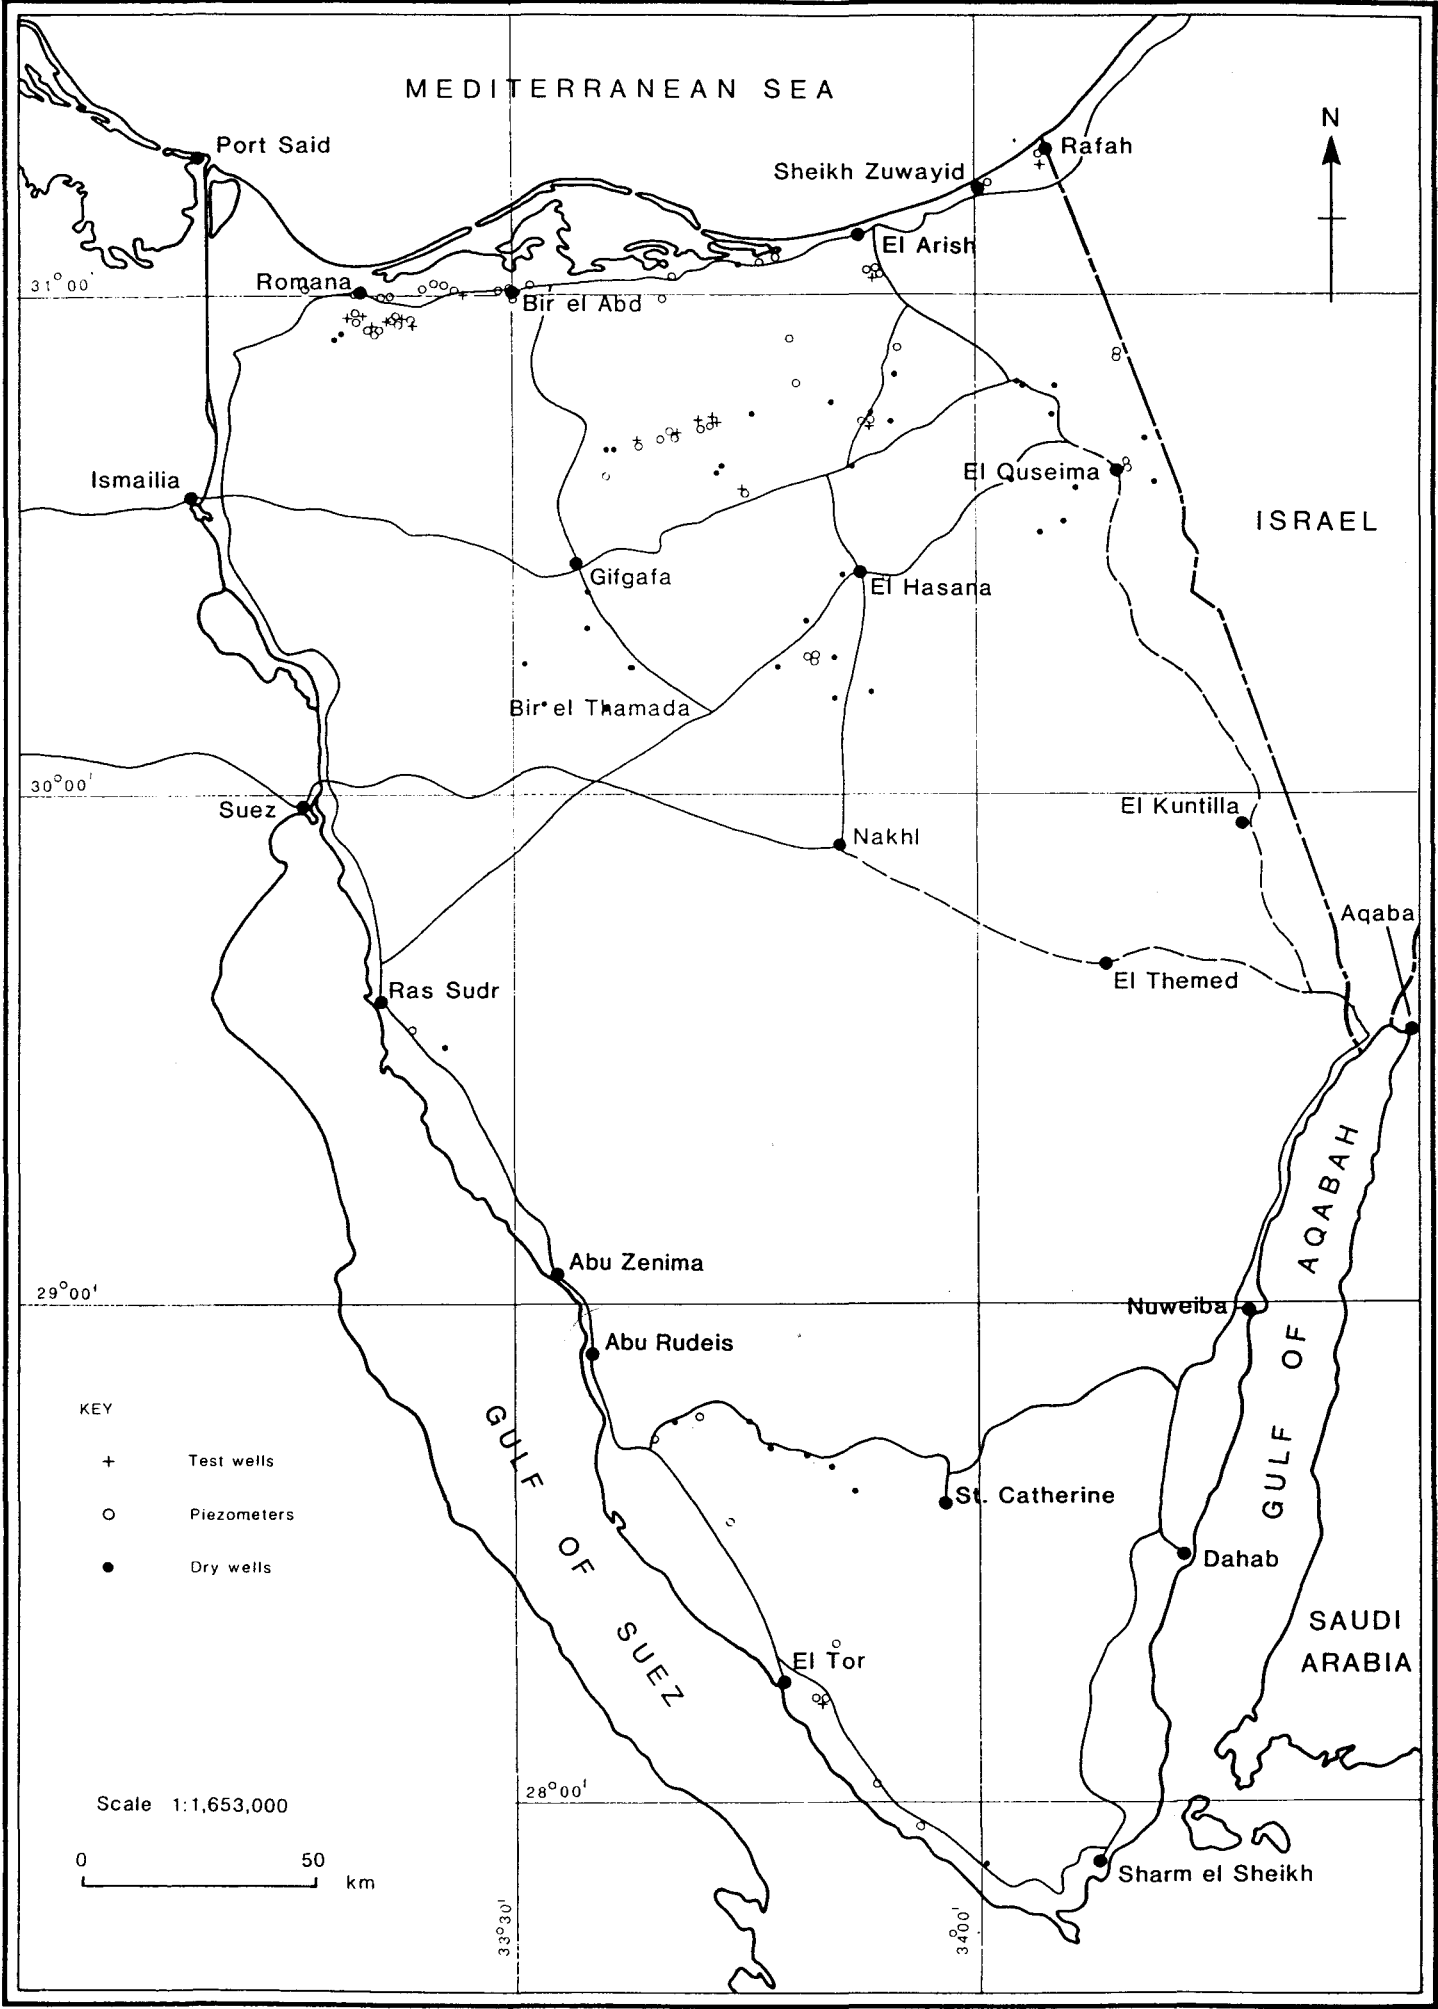 MEDITERRANEAN SEA
N
Port Said
Rafah
Sheikh Zuwayid
El Arish
31°00'
Romana
Bir el Abd
Ismailia
El Quseima
ISRAEL
Gifgafa
El Hasana
Bir el Thamada
30°00'
Suez
El Kuntilla
Nakhl
Aqaba
El Themed
Ras Sudr
GULF OF AQABAH
Abu Zenima
29°00'
Nuweiba
Abu Rudeis
KEY
Test wells
Piezometers
Dry wells
GULF OF SUEZ
St. Catherine
Dahab
SAUDI
ARABIA
El Tor
28°00'
Scale 1:1,653,000
0 50
km
Sharm el Sheikh
33°30'
34°00'